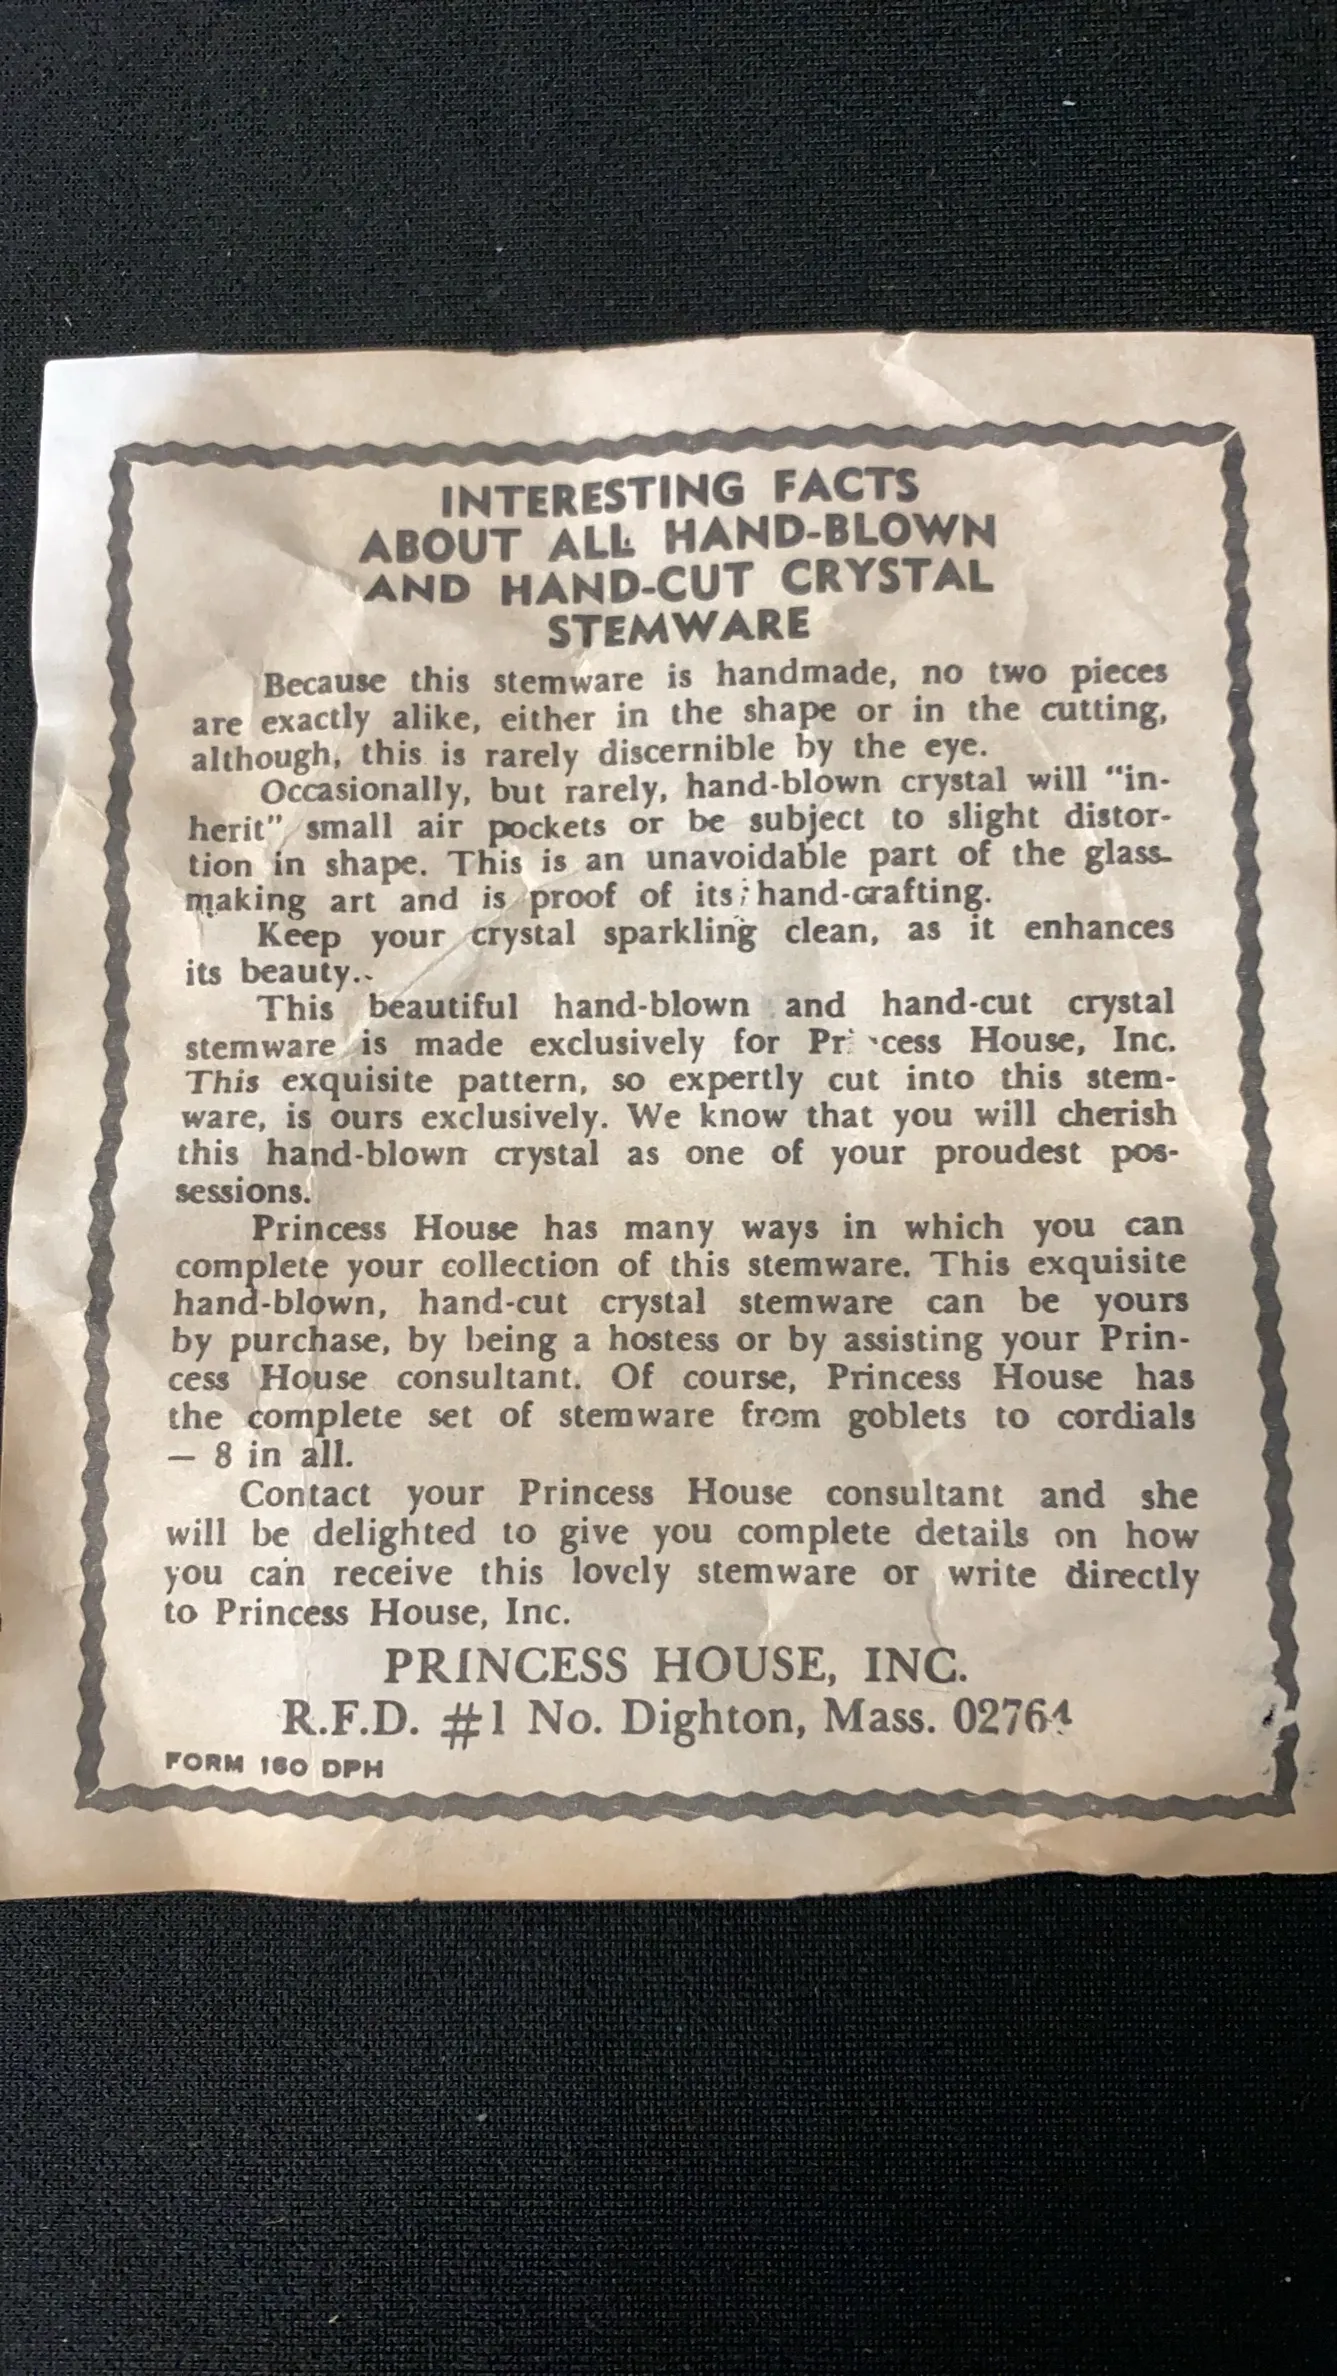 INTERESTING FACTS
ABOUT ALL HAND-BLOWN
AND HAND-CUT CRYSTAL
STEMWARE
Because this stemware is handmade, no two pieces
are exactly alike, either in the shape or in the cutting,
although, this is rarely discernible by the eye.
Occasionally, but rarely, hand-blown crystal will "in-
herit" small air pockets or be subject to slight distor-
tion in shape. This is an unavoidable part of the glass-
making art and is proof of its hand-crafting.
Keep your crystal sparkling clean, as it enhances
its beauty.
This beautiful hand-blown and hand-cut crystal
stemware is made exclusively for Princess House, Inc.
This exquisite pattern, so expertly cut into this stem-
ware, is ours exclusively. We know that you will cherish
this hand-blown crystal as one of your proudest pos-
sessions.
Princess House has many ways in which you can
complete your collection of this stemware. This exquisite
hand-blown, hand-cut crystal stemware can be yours
by purchase, by being a hostess or by assisting your Prin-
cess House consultant. Of course, Princess House has
the complete set of stemware from goblets to cordials
— 8 in all.
Contact your Princess House consultant and she
will be delighted to give you complete details on how
you can receive this lovely stemware or write directly
to Princess House, Inc.
PRINCESS HOUSE, INC.
R.F.D. #1 No. Dighton, Mass. 02764
FORM 160 DPH